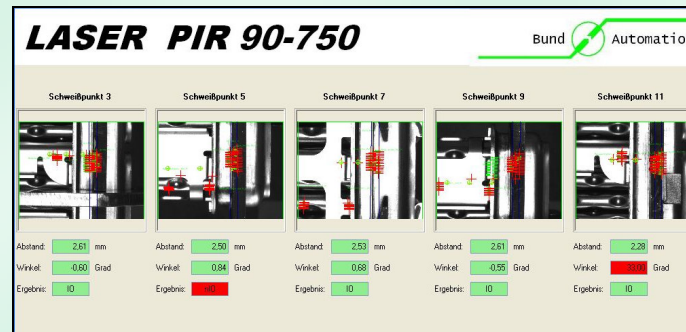 LASER PIR 90-750
Bund Automatio
Schweißpunkt 3 Schweißpunkt 5 Schweißpunkt 7 Schweißpunkt 9 Schweißpunkt 11
Abstand: 2,61 mm Abstand: 2,50 mm Abstand: 2,53 mm Abstand: 2,61 mm Abstand: 2,28 mm
Winkel: -0,60 Grad Winkel: 0,84 Grad Winkel: 0,68 Grad Winkel: -0,55 Grad Winkel: Grad
Ergebnis: IO Ergebnis: nIO Ergebnis: IO Ergebnis: IO Ergebnis: IO